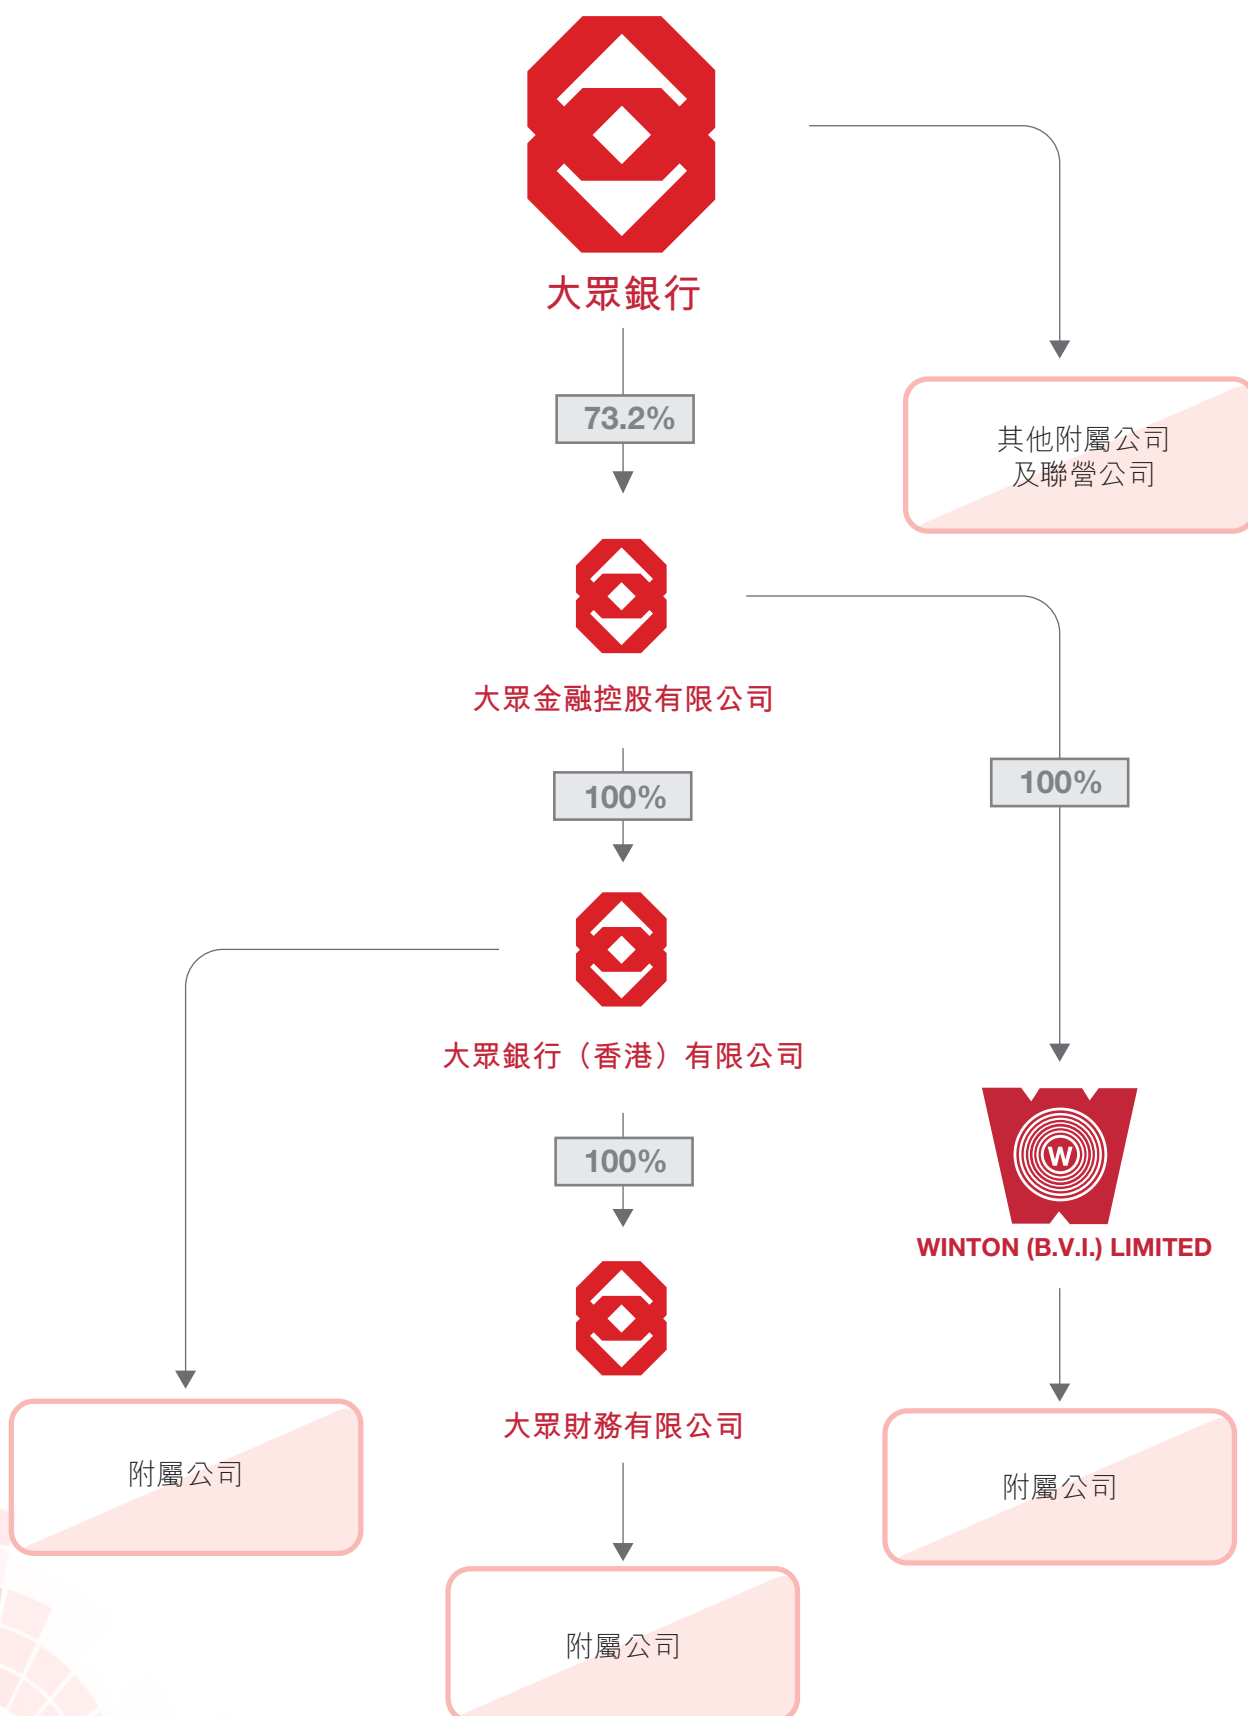 大眾銀行
73.2%
其他附屬公司
及聯營公司
大眾金融控股有限公司
100%
100%
大眾銀行（香港）有限公司
100%
W
WINTON (B.V.I.) LIMITED
大眾財務有限公司
附屬公司
附屬公司
附屬公司